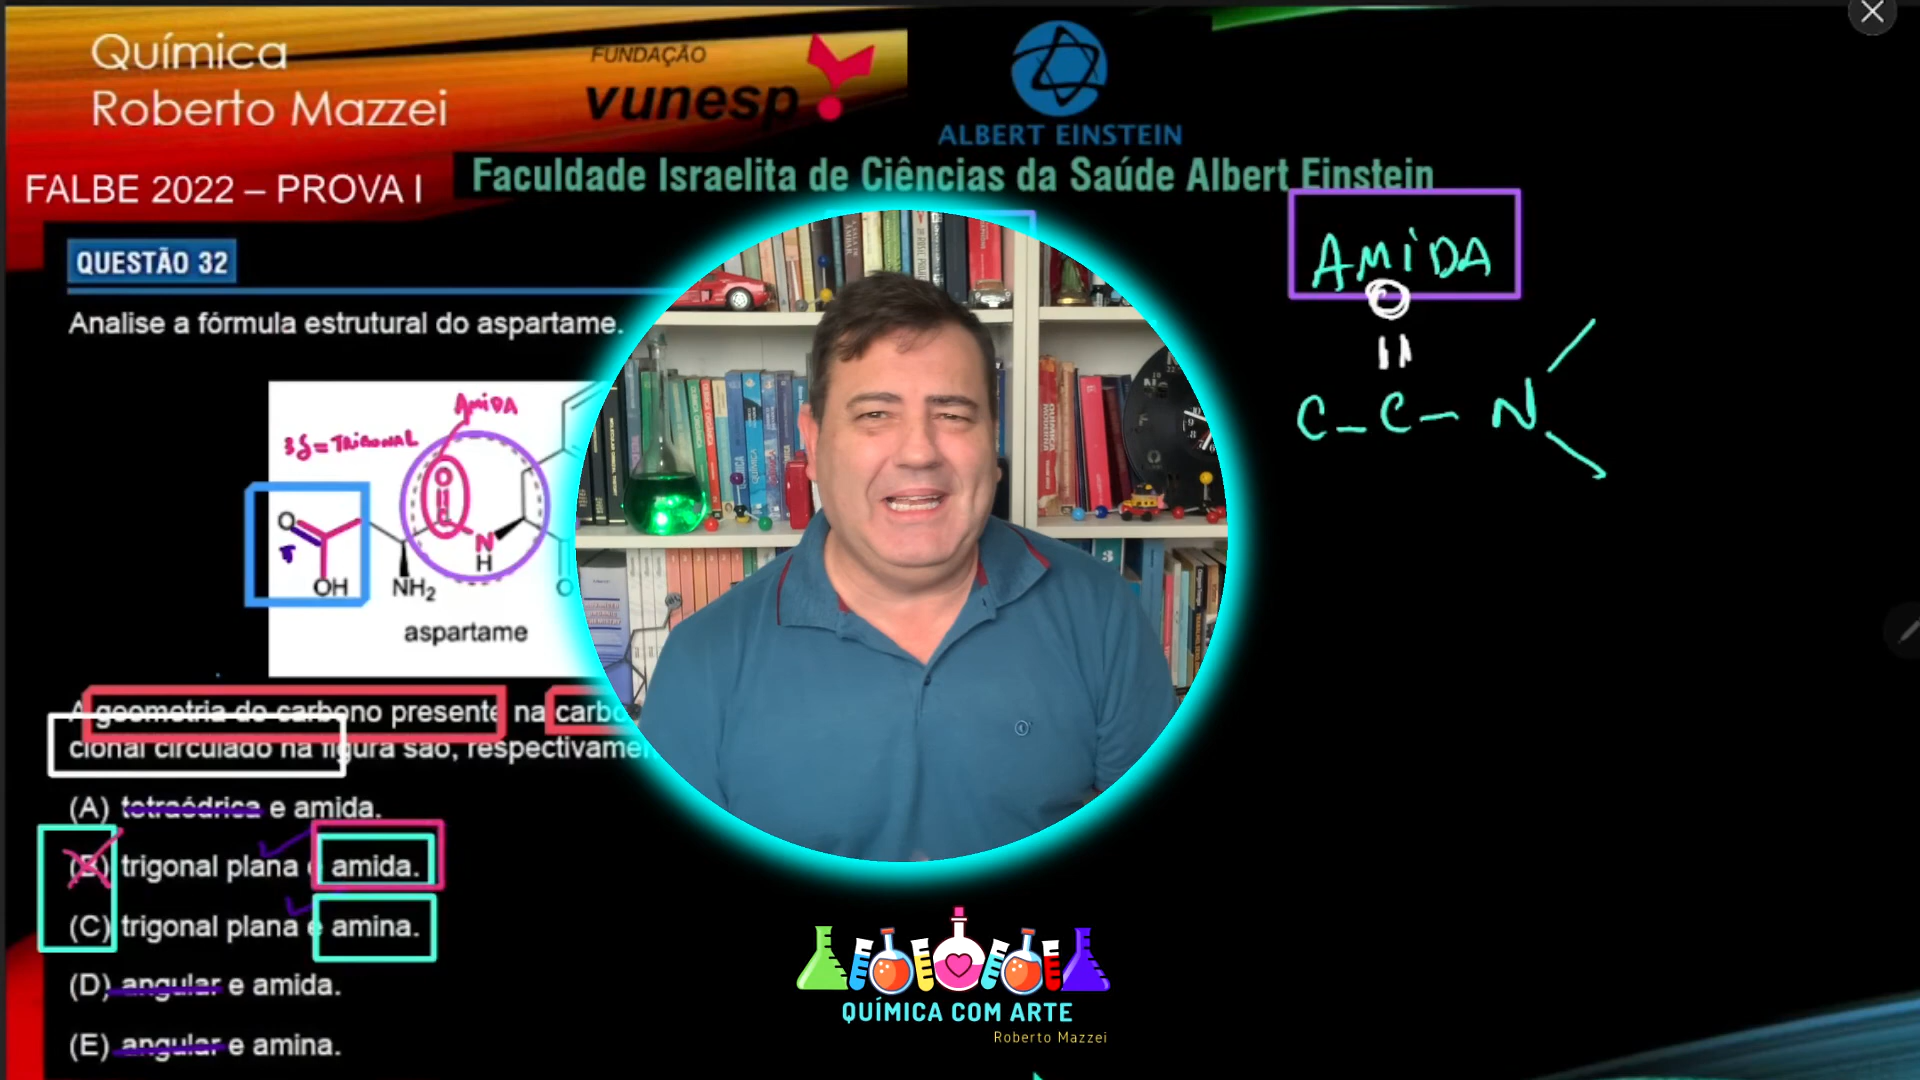 Química
Roberto Mazzei
FUNDAÇÃO
vunesp
ALBERT EINSTEIN
Faculdade Israelita de Ciências da Saúde Albert Einstein
FALBE 2022 – PROVA I
QUESTÃO 32
Analise a fórmula estrutural do aspartame.
AMIDA
3δ = TRIGONAL
O
π
OH
NH₂
O
C
N
H
O
aspartame
AMIDA
O
C - C - N
A geometria do carbono presente na carbo
cional circulado na figura são, respectivamen
(A) tetraédrica e amida.
(B) trigonal plana e amida.
(C) trigonal plana e amina.
(D) angular e amida.
(E) angular e amina.
QUÍMICA COM ARTE
Roberto Mazzei